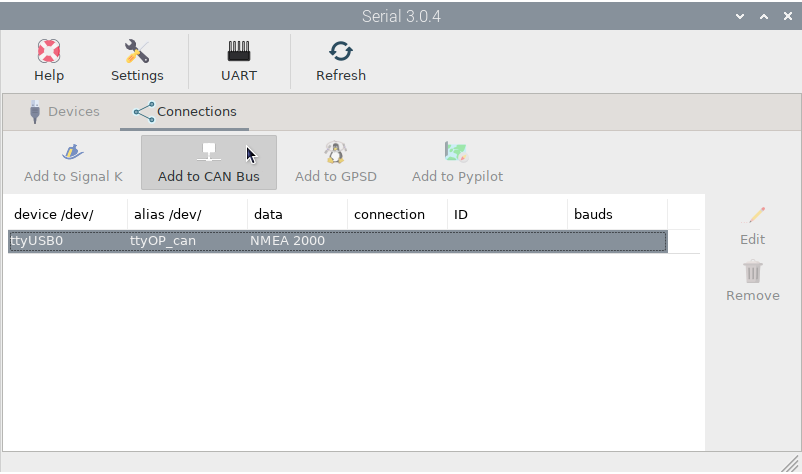 Serial 3.0.4
Help Settings UART Refresh
Devices Connections
Add to Signal K Add to CAN Bus Add to GPSD Add to Pypilot
device /dev/ alias /dev/ data connection ID bauds
ttyUSB0 ttyOP_can NMEA 2000
Edit
Remove